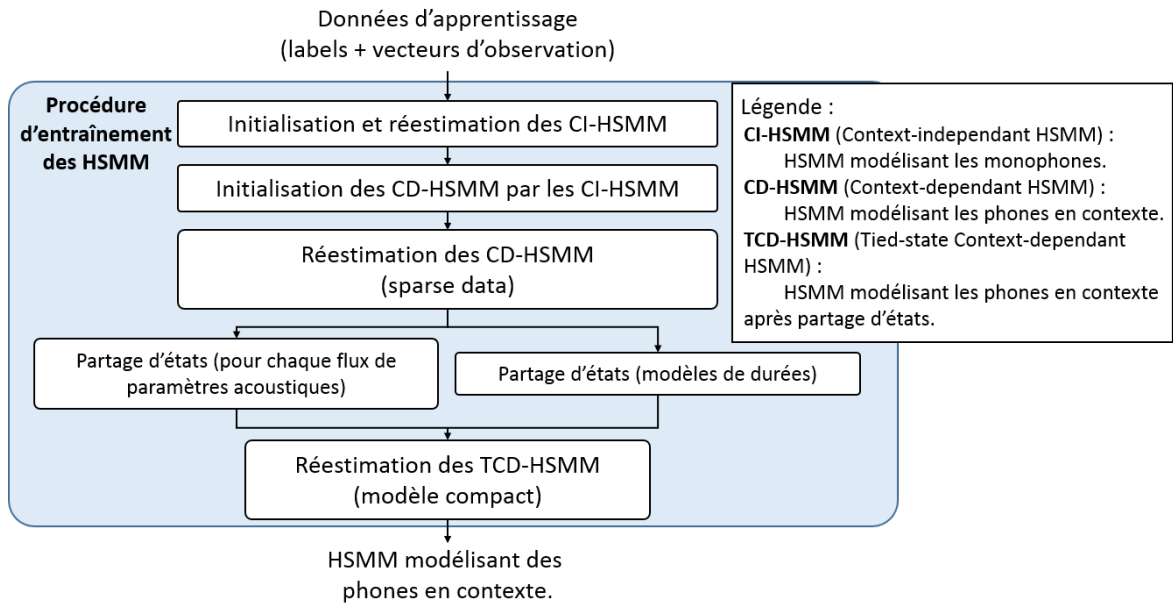 Données d'apprentissage
(labels + vecteurs d'observation)
Procédure
d'entraînement
des HSMM
Initialisation et réestimation des CI-HSMM
Initialisation des CD-HSMM par les CI-HSMM
Réestimation des CD-HSMM
(sparse data)
Partage d'états (pour chaque flux de
paramètres acoustiques)
Partage d'états (modèles de durées)
Réestimation des TCD-HSMM
(modèle compact)
HSMM modélisant des
phones en contexte.
Légende :
CI-HSMM (Context-independant HSMM) :
HSMM modélisant les monophones.
CD-HSMM (Context-dependant HSMM) :
HSMM modélisant les phones en contexte.
TCD-HSMM (Tied-state Context-dependant
HSMM) :
HSMM modélisant les phones en contexte
après partage d'états.